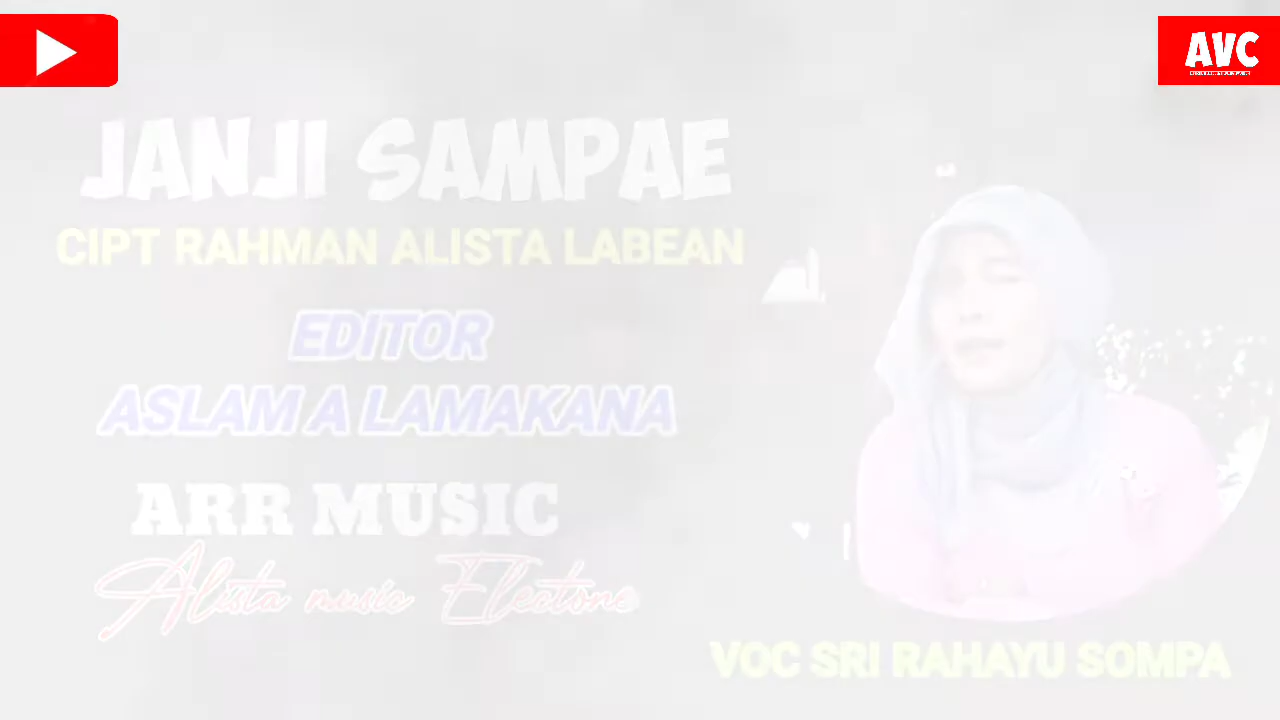 AVC
JANJI SAMPAE
CIPT RAHMAN ALISTA LABEAN
EDITOR
ASLAM A LAMAKANA
ARR MUSIC
Alista music Electone
VOC SRI RAHAYU SOMPA